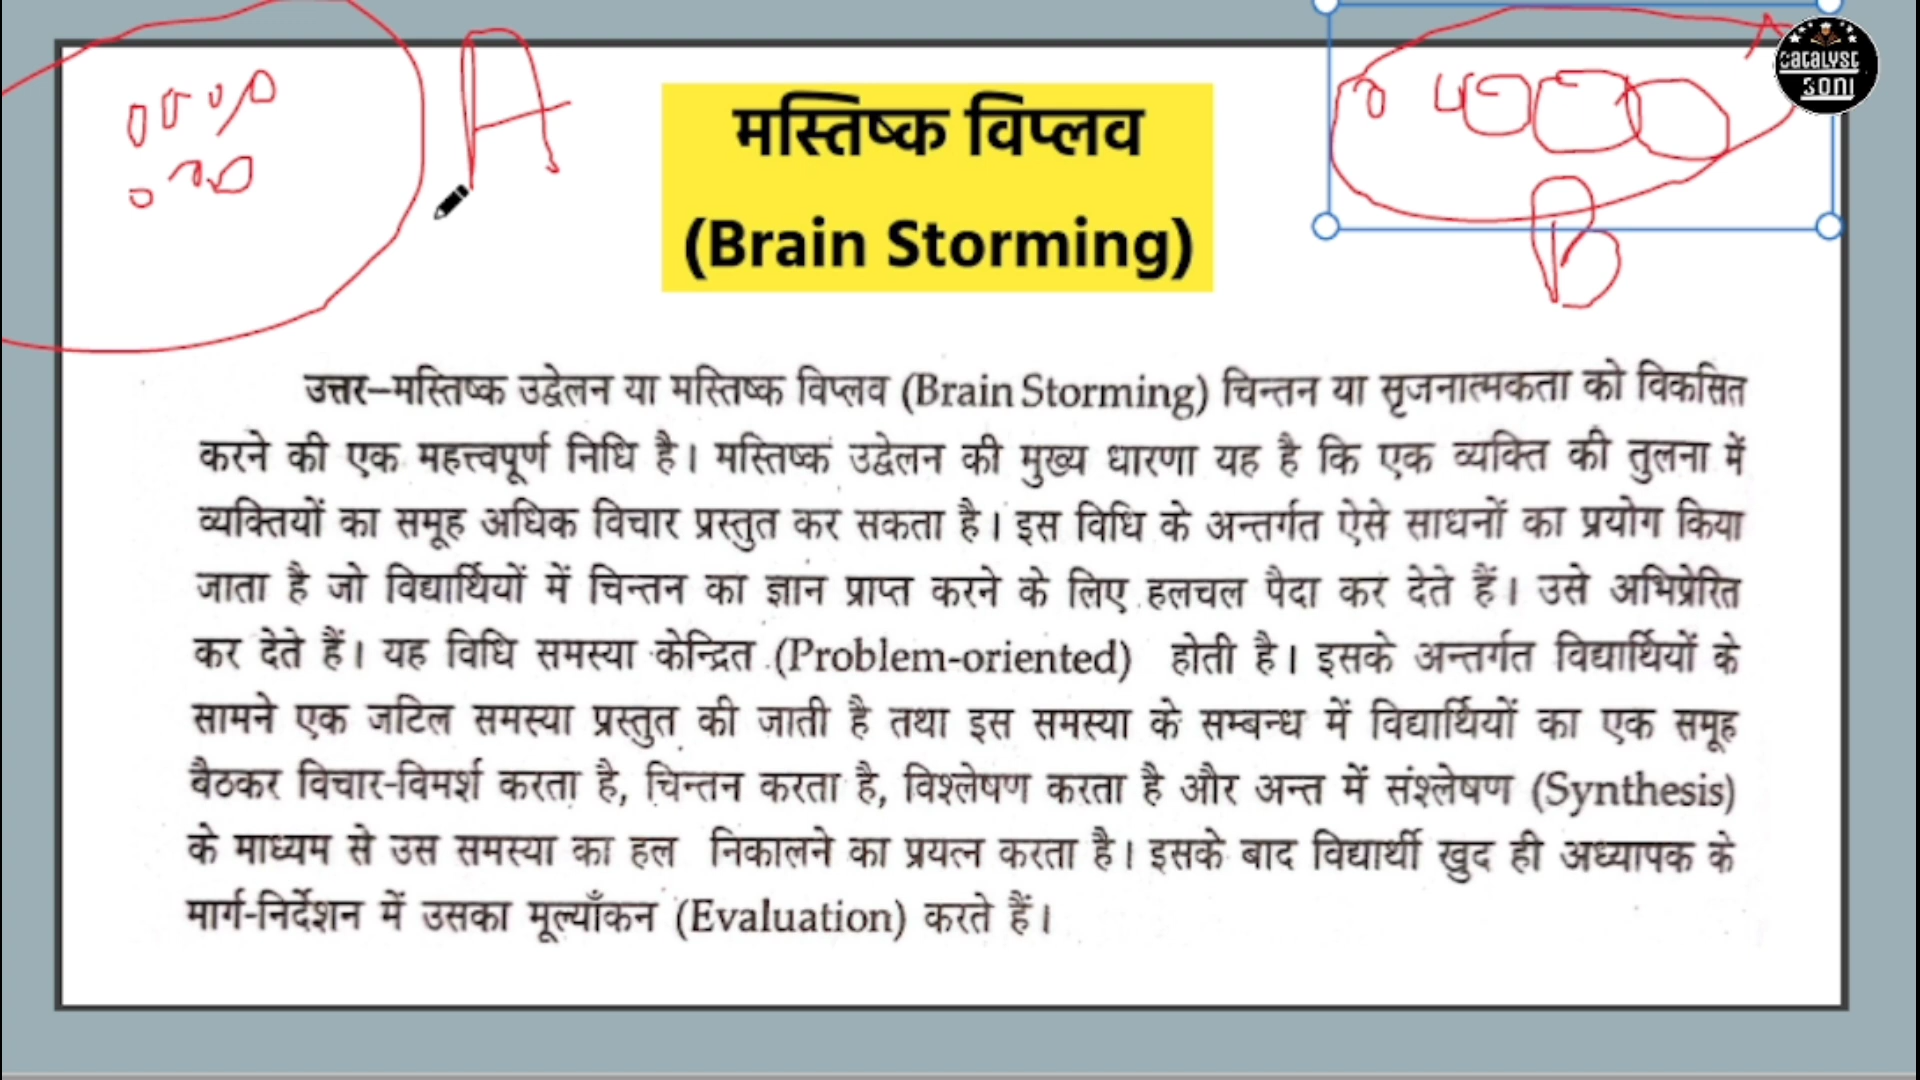 A
catalyst
SONI
मस्तिष्क विप्लव
(Brain Storming)
B
उत्तर–मस्तिष्क उद्वेलन या मस्तिष्क विप्लव (Brain Storming) चिन्तन या सृजनात्मकता को विकसित
करने की एक महत्त्वपूर्ण निधि है। मस्तिष्क उद्वेलन की मुख्य धारणा यह है कि एक व्यक्ति की तुलना में
व्यक्तियों का समूह अधिक विचार प्रस्तुत कर सकता है। इस विधि के अन्तर्गत ऐसे साधनों का प्रयोग किया
जाता है जो विद्यार्थियों में चिन्तन का ज्ञान प्राप्त करने के लिए हलचल पैदा कर देते हैं। उसे अभिप्रेरित
कर देते हैं। यह विधि समस्या केन्द्रित (Problem-oriented) होती है। इसके अन्तर्गत विद्यार्थियों के
सामने एक जटिल समस्या प्रस्तुत की जाती है तथा इस समस्या के सम्बन्ध में विद्यार्थियों का एक समूह
बैठकर विचार-विमर्श करता है, चिन्तन करता है, विश्लेषण करता है और अन्त में संश्लेषण (Synthesis)
के माध्यम से उस समस्या का हल निकालने का प्रयत्न करता है। इसके बाद विद्यार्थी खुद ही अध्यापक के
मार्ग-निर्देशन में उसका मूल्याँकन (Evaluation) करते हैं।